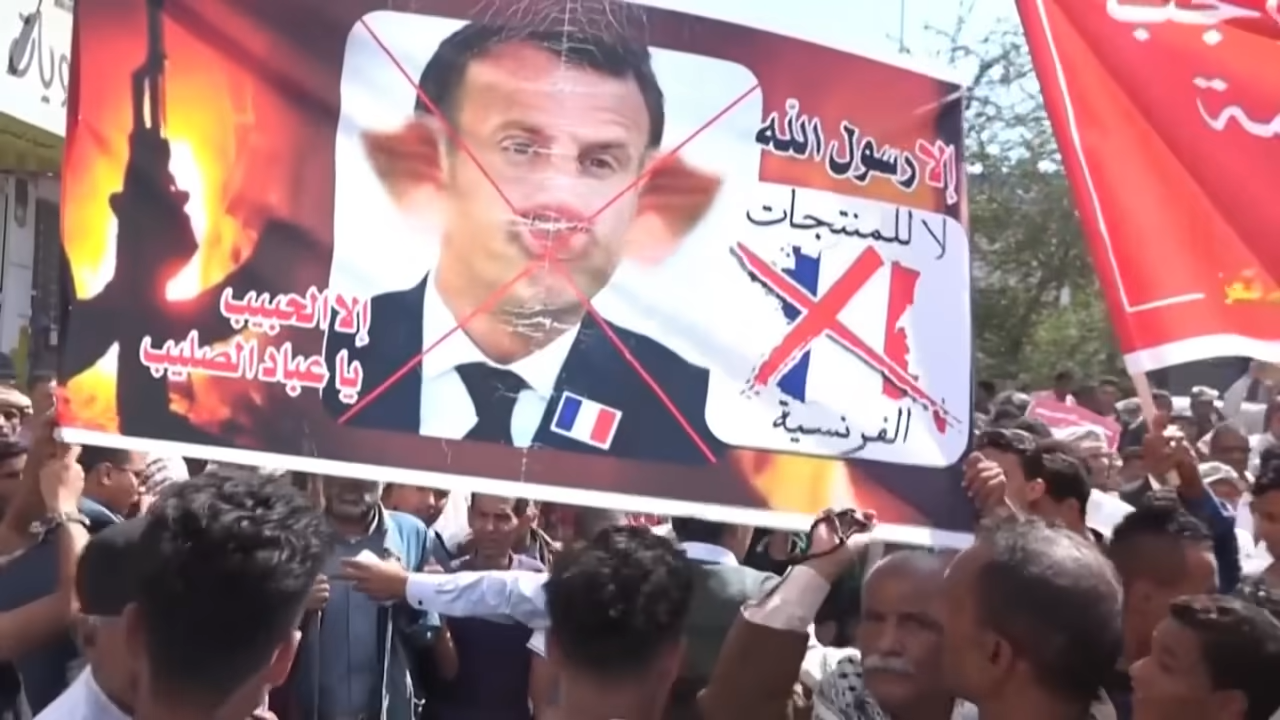 إلا رسول الله
لا للمنتجات
الفرنسية
إلا الحبيب
يا عباد الصليب